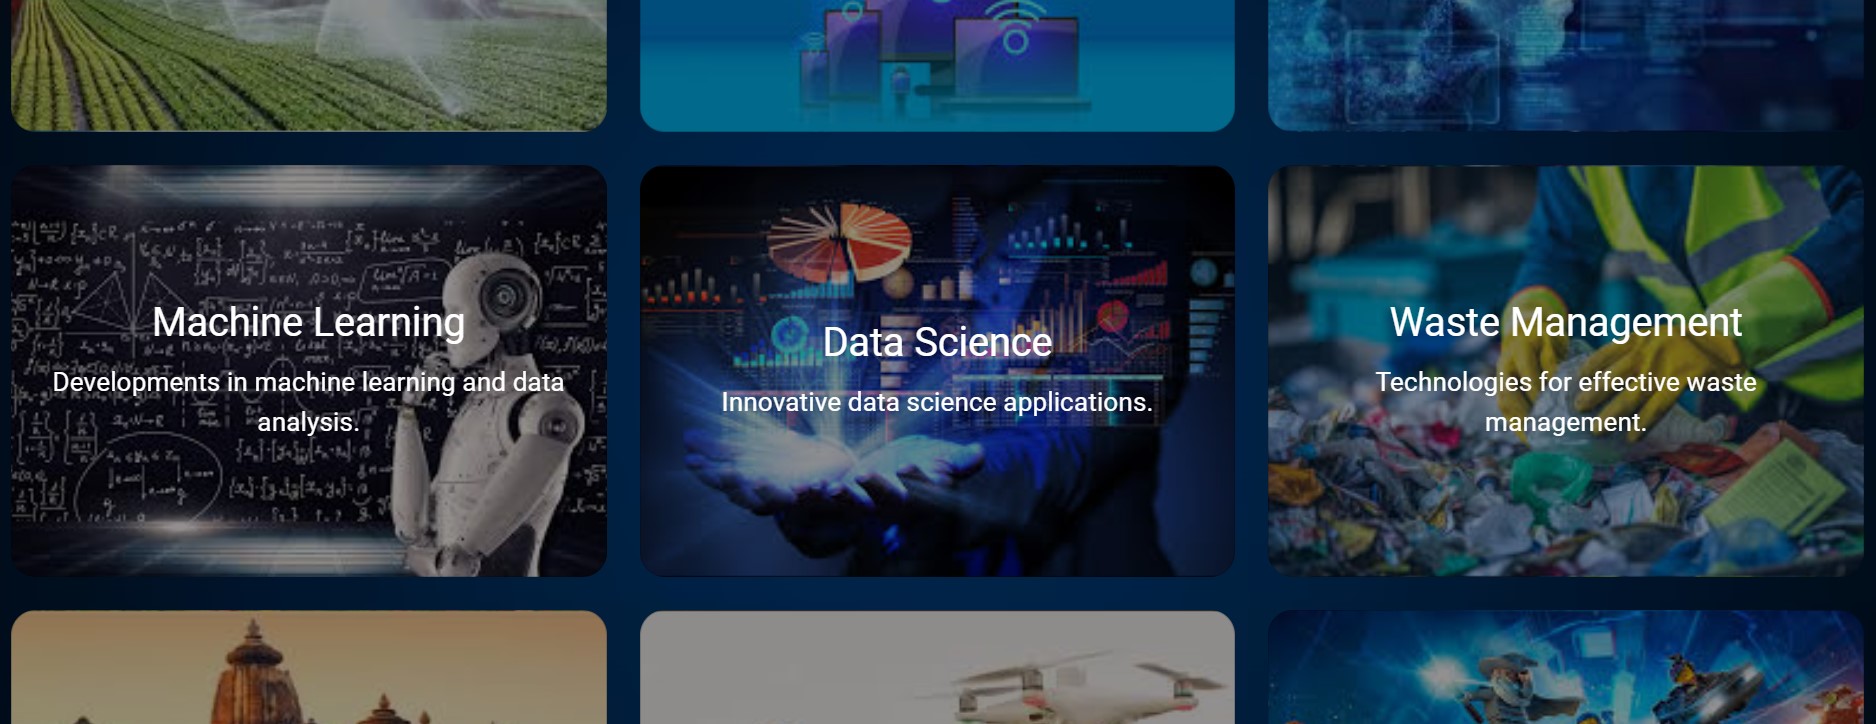 Machine Learning
Developments in machine learning and data
analysis.
Data Science
Innovative data science applications.
Waste Management
Technologies for effective waste
management.